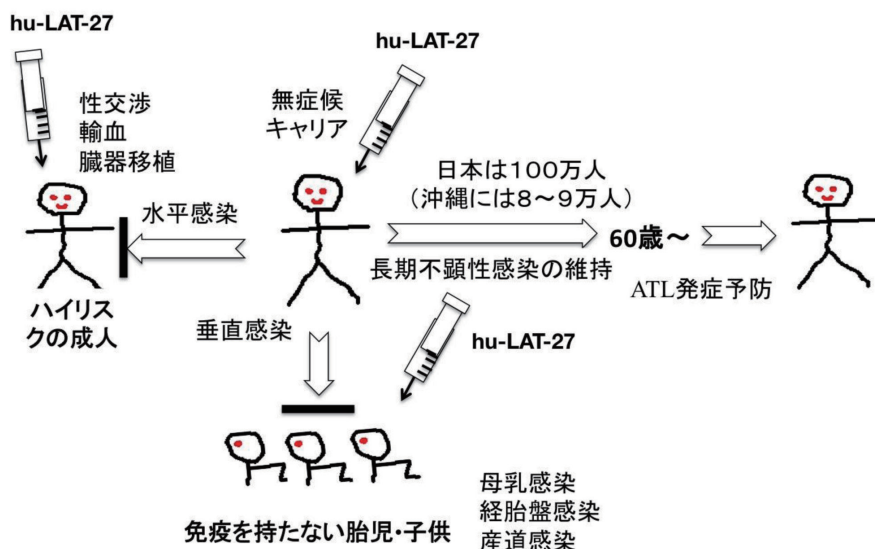 hu-LAT-27
性交渉
輸血
臓器移植
水平感染
ハイリス
クの成人
hu-LAT-27
無症候
キャリア
日本は100万人
(沖縄には8〜9万人)
60歳〜
長期不顕性感染の維持
ATL発症予防
垂直感染
hu-LAT-27
免疫を持たない胎児・子供
母乳感染
経胎盤感染
産道感染